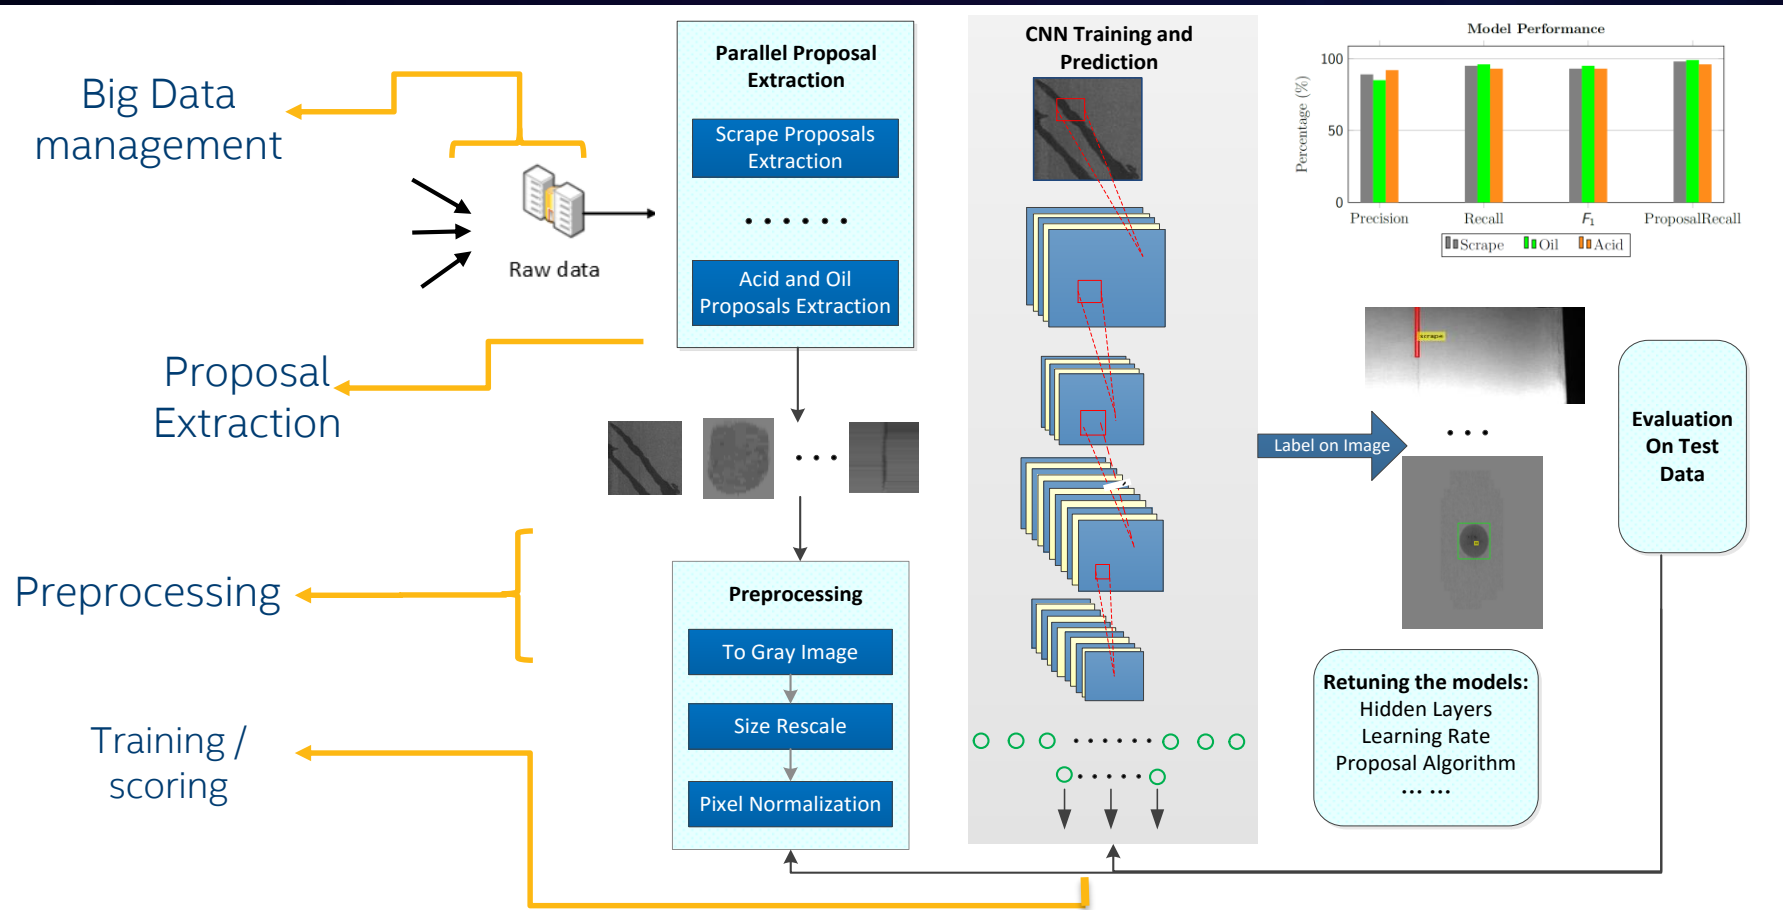 Big Data
management
Proposal
Extraction
Preprocessing
Training /
scoring
Raw data
Parallel Proposal
Extraction
Scrape Proposals
Extraction
. . . . . .
Acid and Oil
Proposals Extraction
. . .
Preprocessing
To Gray Image
Size Rescale
Pixel Normalization
CNN Training and
Prediction
Label on Image
Model Performance
Percentage (%)
100
50
0
Precision
Recall
F1
ProposalRecall
Scrape
Oil
Acid
scrape
. . .
Evaluation
On Test
Data
Retuning the models:
Hidden Layers
Learning Rate
Proposal Algorithm
... ...